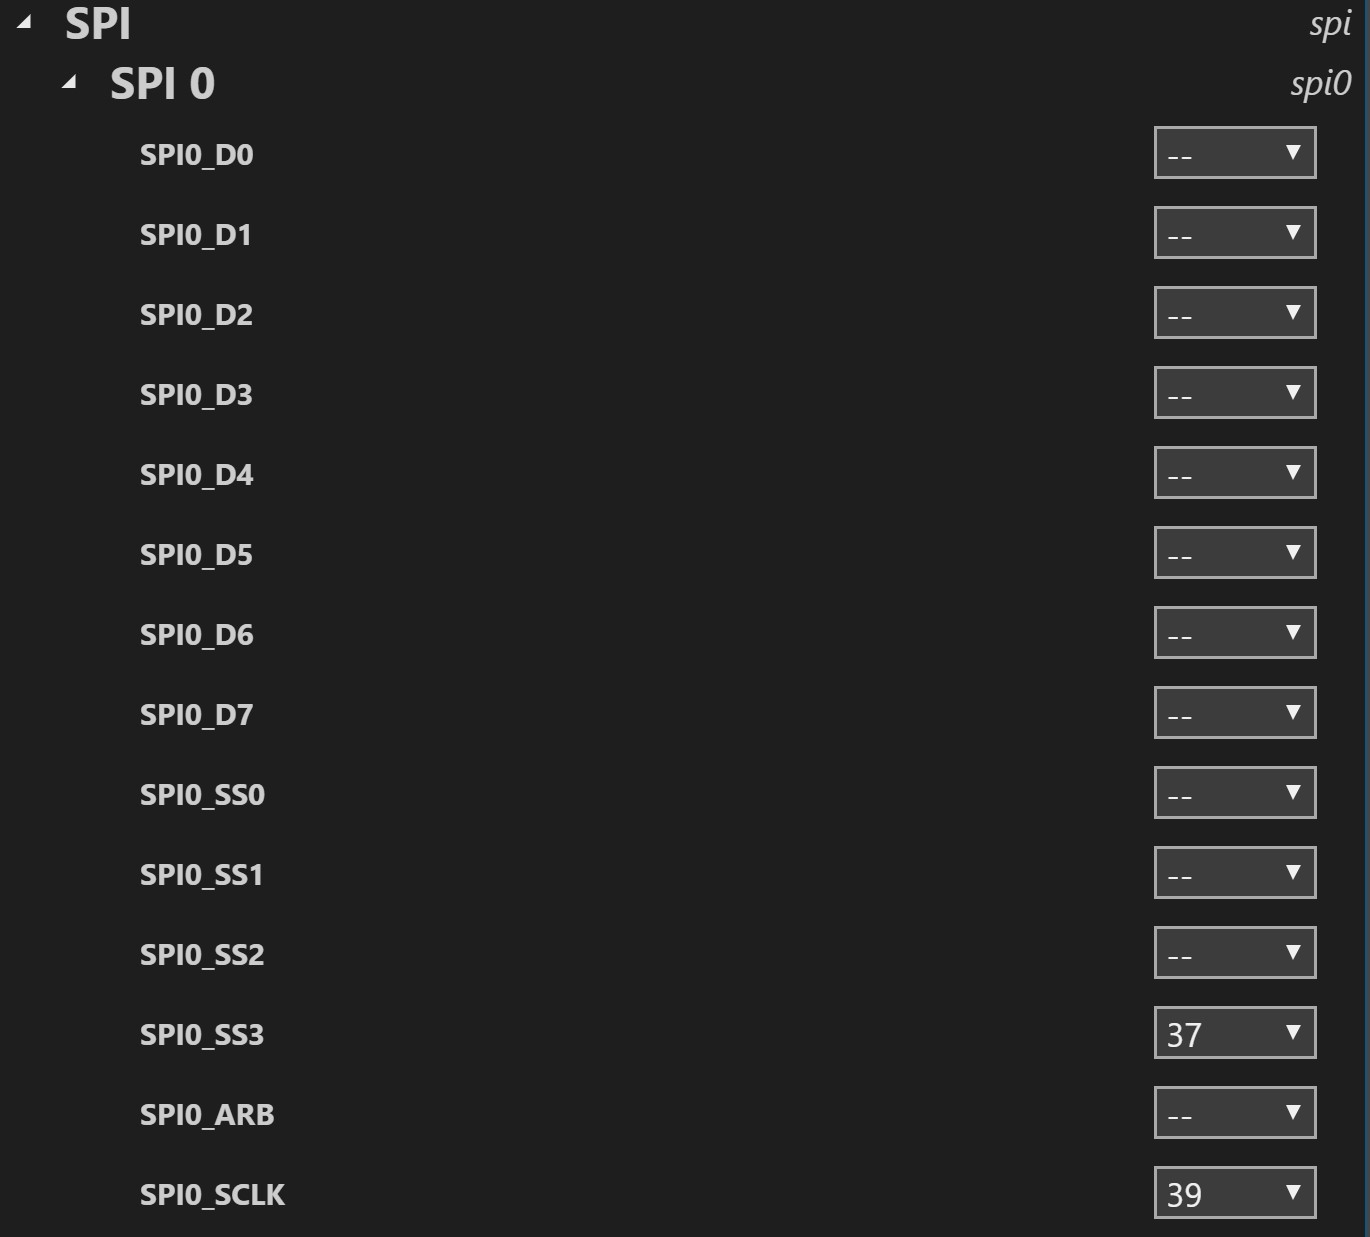 SPI spi
SPI 0 spi0
SPI0_D0 --
SPI0_D1 --
SPI0_D2 --
SPI0_D3 --
SPI0_D4 --
SPI0_D5 --
SPI0_D6 --
SPI0_D7 --
SPI0_SS0 --
SPI0_SS1 --
SPI0_SS2 --
SPI0_SS3 37
SPI0_ARB --
SPI0_SCLK 39